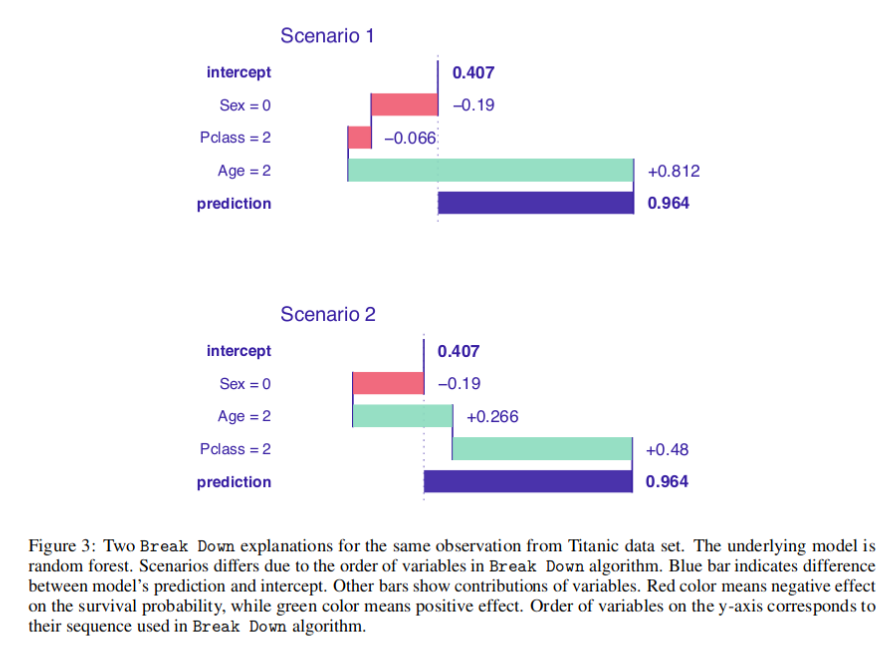 Scenario 1
intercept 0.407
Sex = 0 −0.19
Pclass = 2 −0.066
Age = 2 +0.812
prediction 0.964
Scenario 2
intercept 0.407
Sex = 0 −0.19
Age = 2 +0.266
Pclass = 2 +0.48
prediction 0.964
Figure 3: Two Break Down explanations for the same observation from Titanic data set. The underlying model is
random forest. Scenarios differs due to the order of variables in Break Down algorithm. Blue bar indicates difference
between model's prediction and intercept. Other bars show contributions of variables. Red color means negative effect
on the survival probability, while green color means positive effect. Order of variables on the y-axis corresponds to
their sequence used in Break Down algorithm.